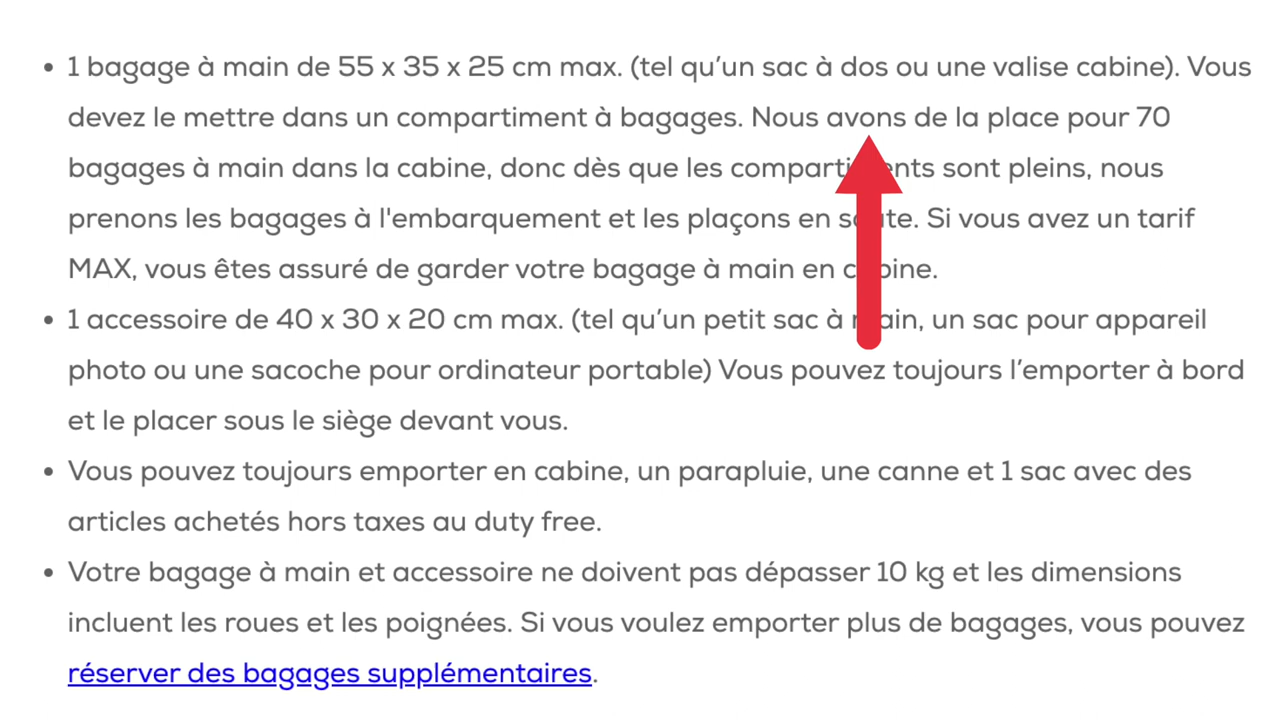 • 1 bagage à main de 55 x 35 x 25 cm max. (tel qu’un sac à dos ou une valise cabine). Vous
devez le mettre dans un compartiment à bagages. Nous avons de la place pour 70
bagages à main dans la cabine, donc dès que les compartiments sont pleins, nous
prenons les bagages à l'embarquement et les plaçons en soute. Si vous avez un tarif
MAX, vous êtes assuré de garder votre bagage à main en cabine.
• 1 accessoire de 40 x 30 x 20 cm max. (tel qu’un petit sac à main, un sac pour appareil
photo ou une sacoche pour ordinateur portable) Vous pouvez toujours l’emporter à bord
et le placer sous le siège devant vous.
• Vous pouvez toujours emporter en cabine, un parapluie, une canne et 1 sac avec des
articles achetés hors taxes au duty free.
• Votre bagage à main et accessoire ne doivent pas dépasser 10 kg et les dimensions
incluent les roues et les poignées. Si vous voulez emporter plus de bagages, vous pouvez
réserver des bagages supplémentaires.